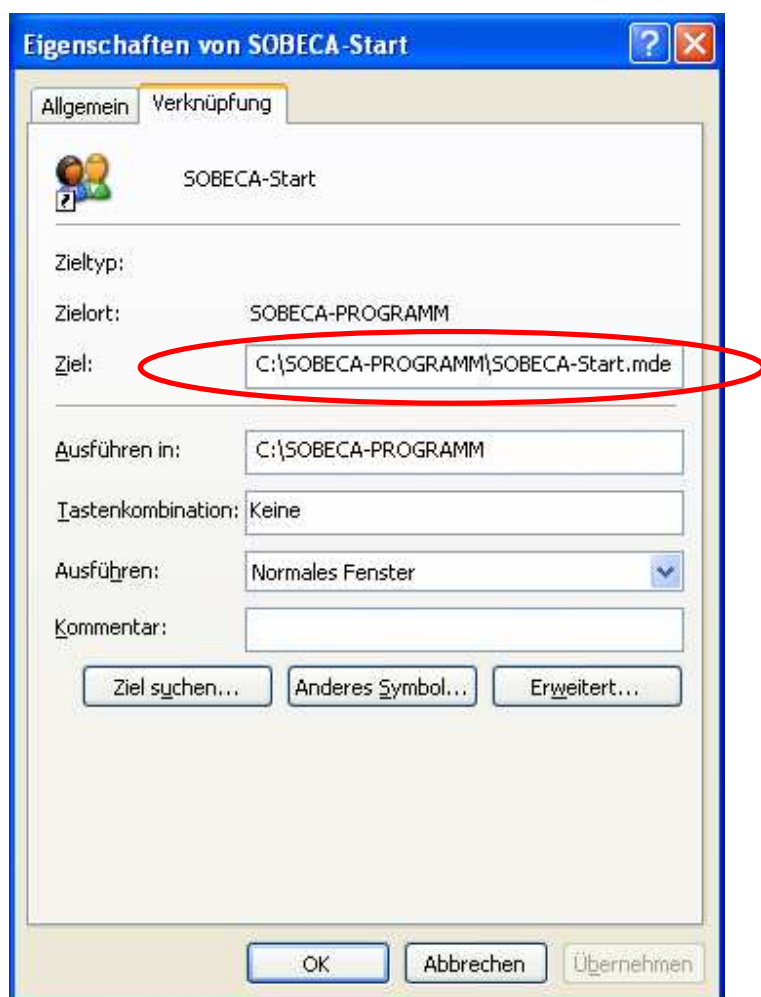 Eigenschaften von SOBECA-Start
Allgemein Verknüpfung
SOBECA-Start
Zieltyp:
Zielort: SOBECA-PROGRAMM
Ziel: C:\SOBECA-PROGRAMM\SOBECA-Start.mde
Ausführen in: C:\SOBECA-PROGRAMM
Tastenkombination: Keine
Ausführen: Normales Fenster
Kommentar:
Ziel suchen... Anderes Symbol... Erweitert...
OK Abbrechen Übernehmen